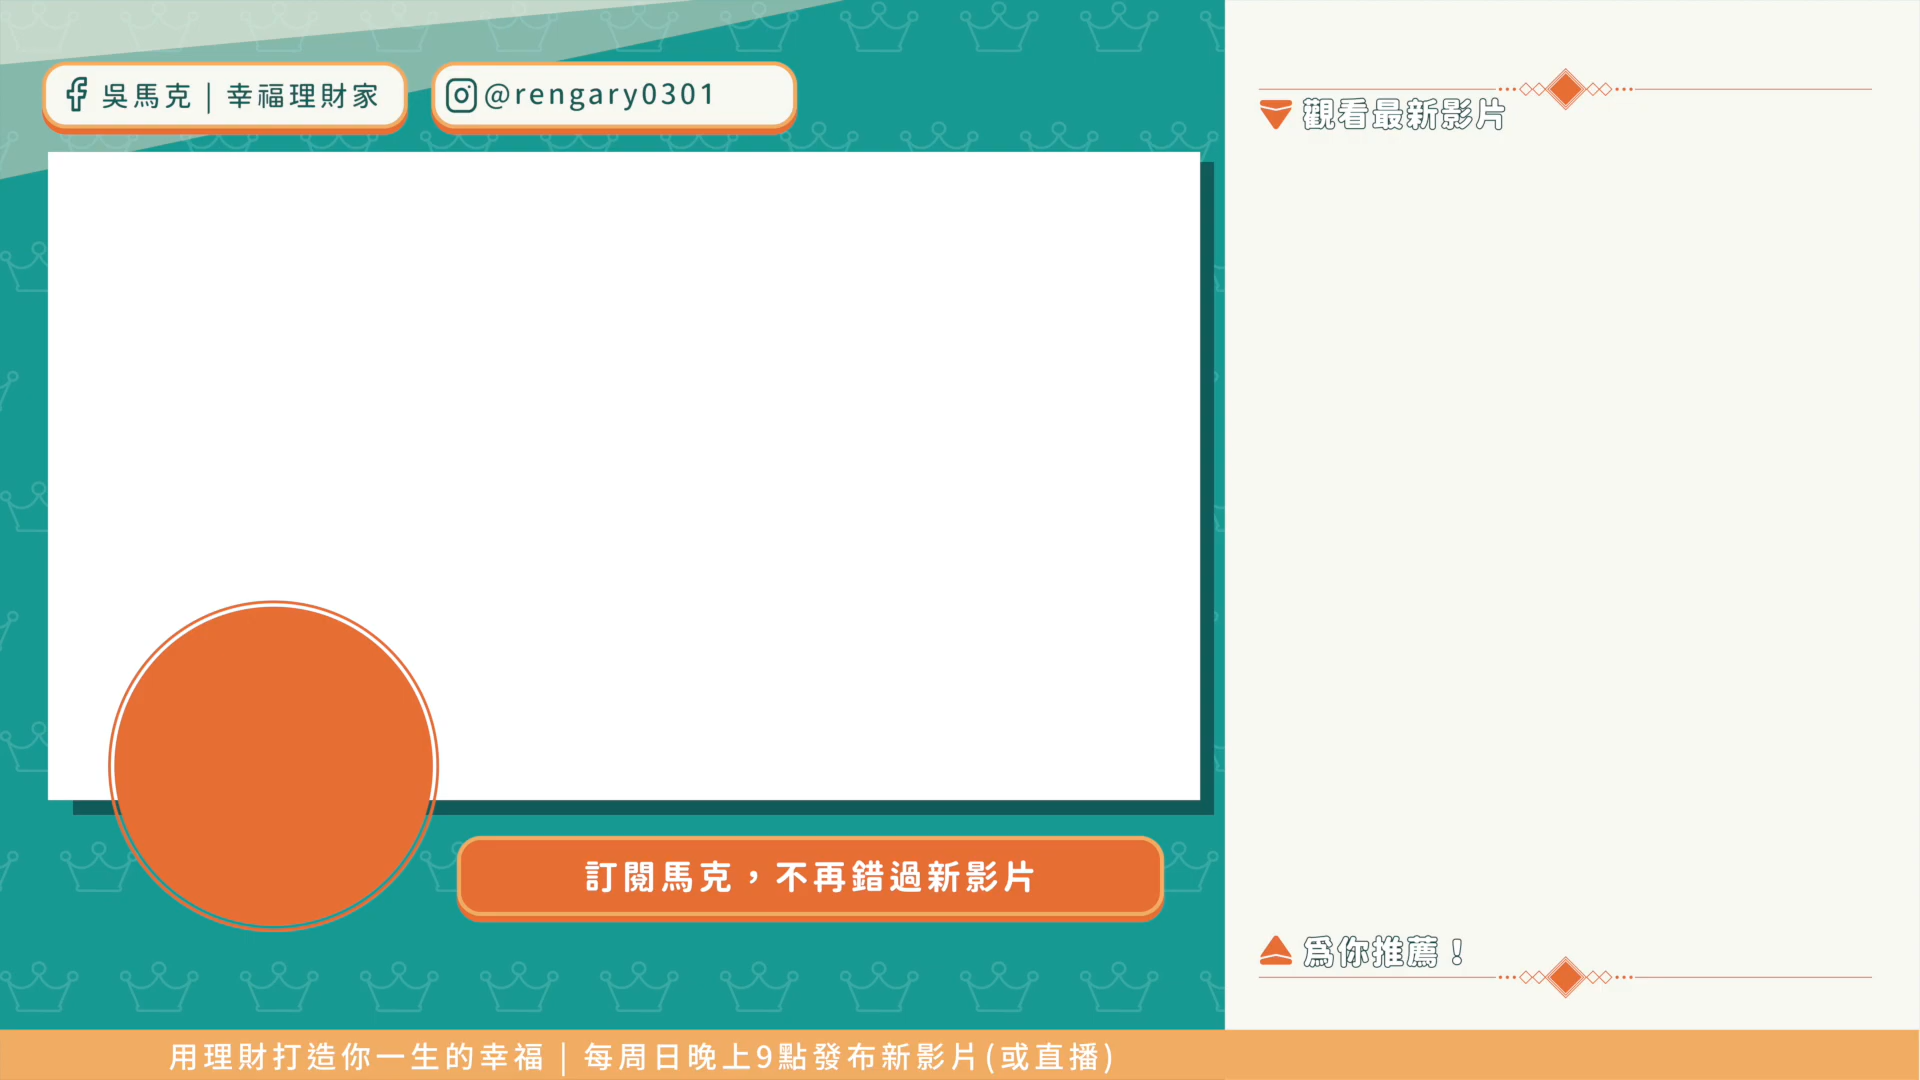 吳馬克｜幸福理財家
@rengary0301
觀看最新影片
訂閱馬克，不再錯過新影片
為你推薦！
用理財打造你一生的幸福｜每周日晚上9點發布新影片(或直播)